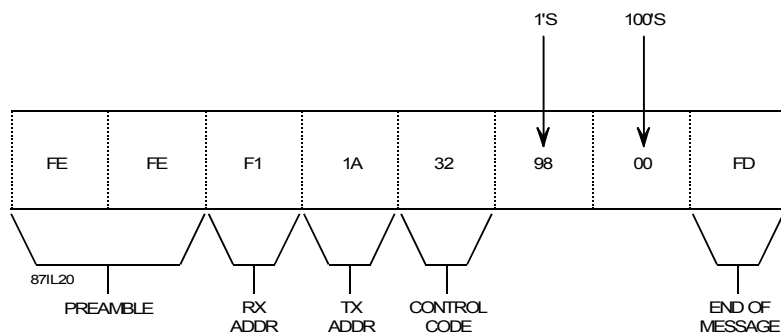 1'S 100'S
FE FE F1 1A 32 98 00 FD
87IL20
PREAMBLE RX TX CONTROL END OF
ADDR ADDR CODE MESSAGE